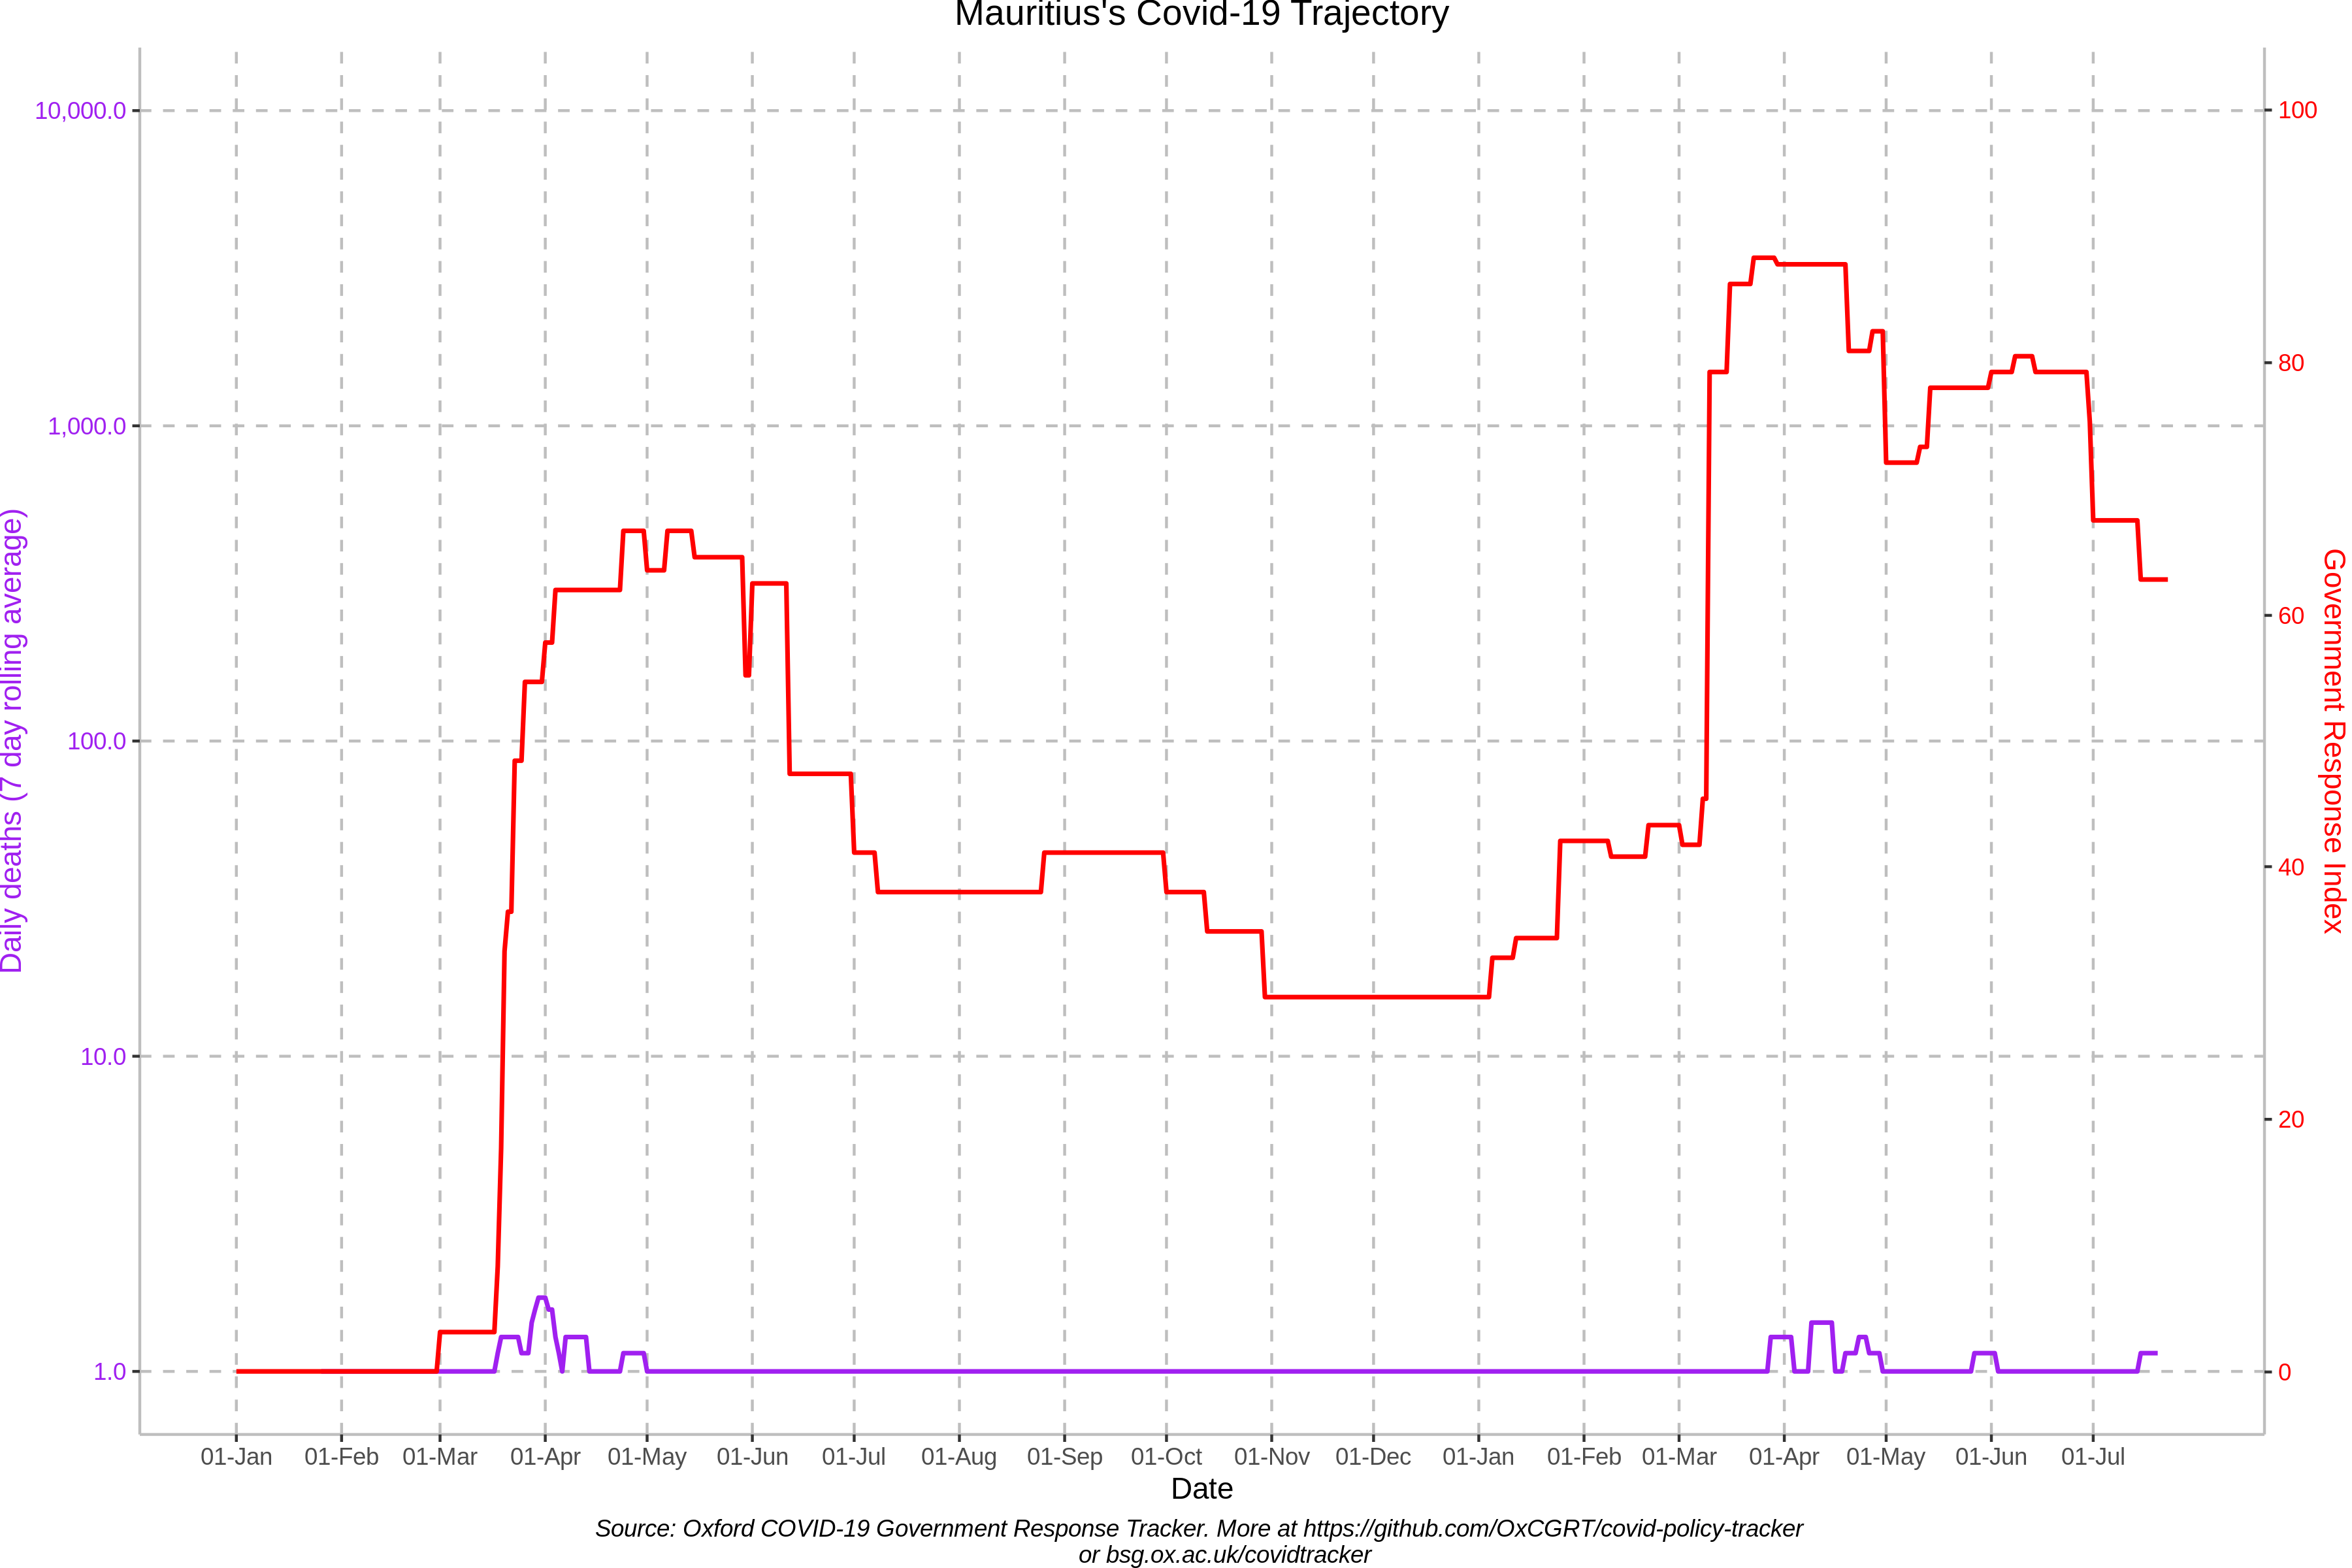 Mauritius's Covid-19 Trajectory
Daily deaths (7 day rolling average)
10,000.0
1,000.0
100.0
10.0
1.0
100
80
60
40
20
0
Government Response Index
01-Jan 01-Feb 01-Mar 01-Apr 01-May 01-Jun 01-Jul 01-Aug 01-Sep 01-Oct 01-Nov 01-Dec 01-Jan 01-Feb 01-Mar 01-Apr 01-May 01-Jun 01-Jul
Date
Source: Oxford COVID-19 Government Response Tracker. More at https://github.com/OxCGRT/covid-policy-tracker
or bsg.ox.ac.uk/covidtracker